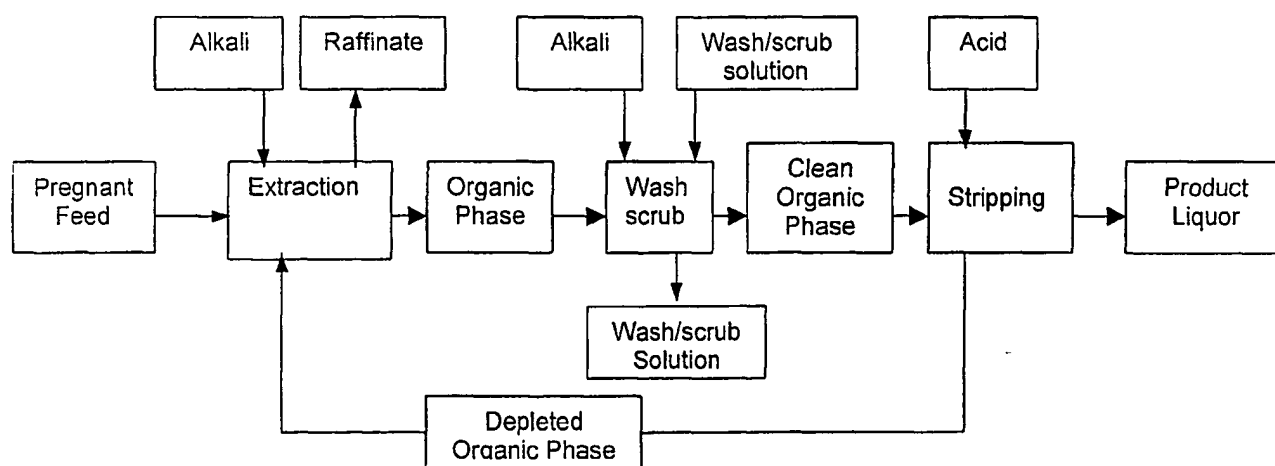 Alkali
Raffinate
Alkali
Wash/scrub
solution
Acid
Pregnant
Feed
Extraction
Organic
Phase
Wash
scrub
Clean
Organic
Phase
Stripping
Product
Liquor
Wash/scrub
Solution
Depleted
Organic Phase